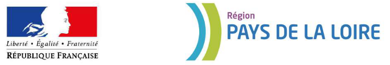 Liberté • Égalité • Fraternité
RÉPUBLIQUE FRANÇAISE
Région
PAYS DE LA LOIRE